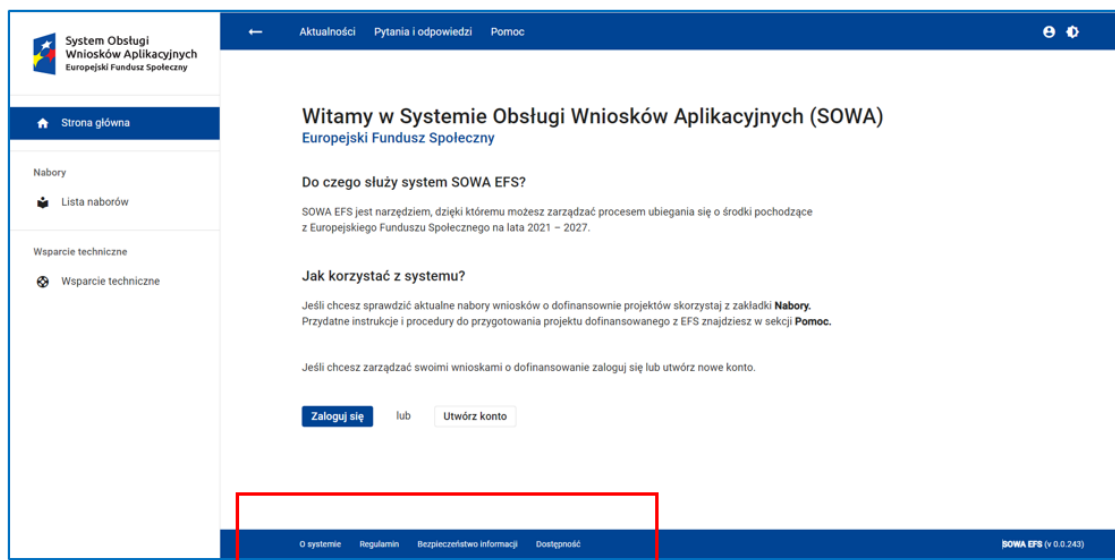 System Obsługi
Wniosków Aplikacyjnych
Europejski Fundusz Społeczny
Aktualności Pytania i odpowiedzi Pomoc
Strona główna
Nabory
Lista naborów
Wsparcie techniczne
Wsparcie techniczne
Witamy w Systemie Obsługi Wniosków Aplikacyjnych (SOWA)
Europejski Fundusz Społeczny
Do czego służy system SOWA EFS?
SOWA EFS jest narzędziem, dzięki któremu możesz zarządzać procesem ubiegania się o środki pochodzące
z Europejskiego Funduszu Społecznego na lata 2021 – 2027.
Jak korzystać z systemu?
Jeśli chcesz sprawdzić aktualne nabory wniosków o dofinansownie projektów skorzystaj z zakładki Nabory.
Przydatne instrukcje i procedury do przygotowania projektu dofinansowanego z EFS znajdziesz w sekcji Pomoc.
Jeśli chcesz zarządzać swoimi wnioskami o dofinansowanie zaloguj się lub utwórz nowe konto.
Zaloguj się lub Utwórz konto
O systemie Regulamin Bezpieczeństwo informacji Dostępność
SOWA EFS (v 0.0.243)